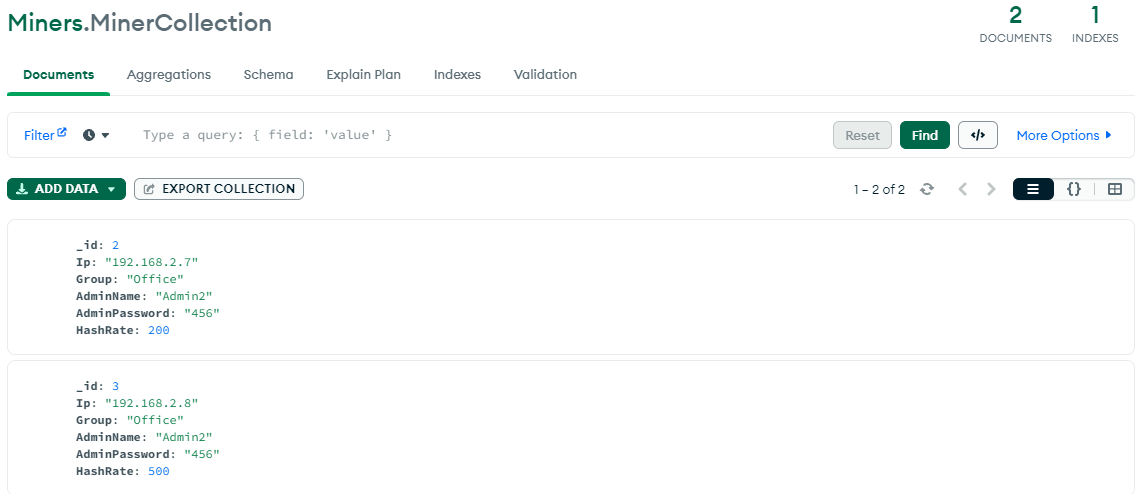 Miners.MinerCollection
2
DOCUMENTS
1
INDEXES
Documents Aggregations Schema Explain Plan Indexes Validation
Filter Type a query: { field: 'value' } Reset Find </> More Options
ADD DATA EXPORT COLLECTION 1 – 2 of 2 {}
_id: 2
Ip: "192.168.2.7"
Group: "Office"
AdminName: "Admin2"
AdminPassword: "456"
HashRate: 200
_id: 3
Ip: "192.168.2.8"
Group: "Office"
AdminName: "Admin2"
AdminPassword: "456"
HashRate: 500